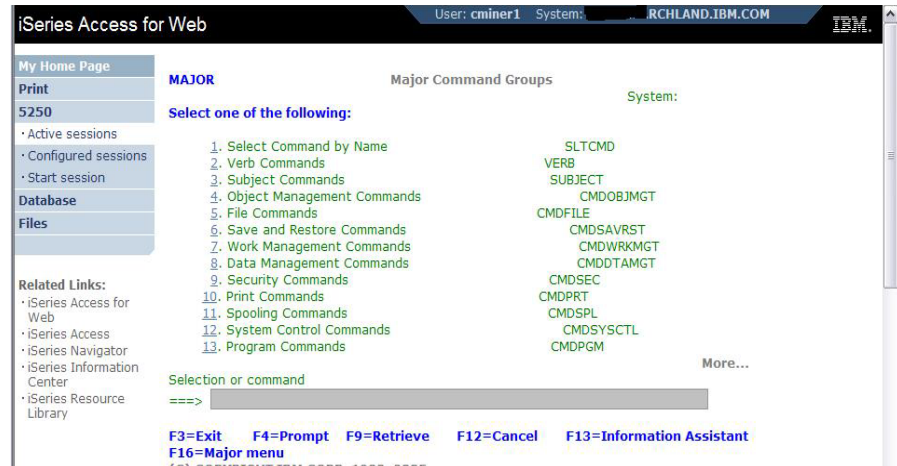 iSeries Access for Web
User: cminer1 System: RCHLAND.IBM.COM
IBM.
My Home Page
Print
5250
· Active sessions
· Configured sessions
· Start session
Database
Files
Related Links:
· iSeries Access for
Web
· iSeries Access
· iSeries Navigator
· iSeries Information
Center
· iSeries Resource
Library
MAJOR Major Command Groups
System:
Select one of the following:
1. Select Command by Name SLTCMD
2. Verb Commands VERB
3. Subject Commands SUBJECT
4. Object Management Commands CMDOBJMGT
5. File Commands CMDFILE
6. Save and Restore Commands CMDSAVRST
7. Work Management Commands CMDWRKMGT
8. Data Management Commands CMDDTAMGT
9. Security Commands CMDSEC
10. Print Commands CMDPRT
11. Spooling Commands CMDSPL
12. System Control Commands CMDSYSCTL
13. Program Commands CMDPGM
More...
Selection or command
===>
F3=Exit F4=Prompt F9=Retrieve F12=Cancel F13=Information Assistant
F16=Major menu
(C) COPYRIGHT IBM CORP.